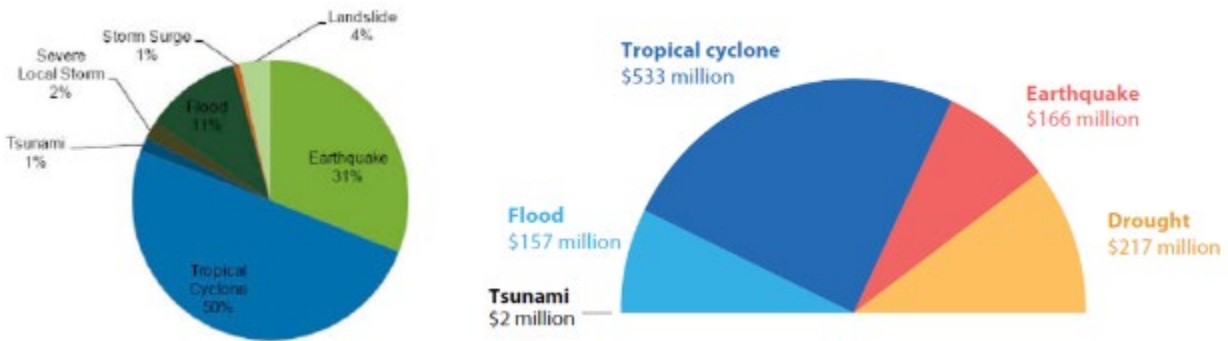 Landslide
4%
Storm Surge
1%
Severe
Local Storm
2%
Flood
11%
Tsunami
1%
Earthquake
31%
Tropical
Cyclone
50%
Tropical cyclone
$533 million
Earthquake
$166 million
Flood
$157 million
Drought
$217 million
Tsunami
$2 million